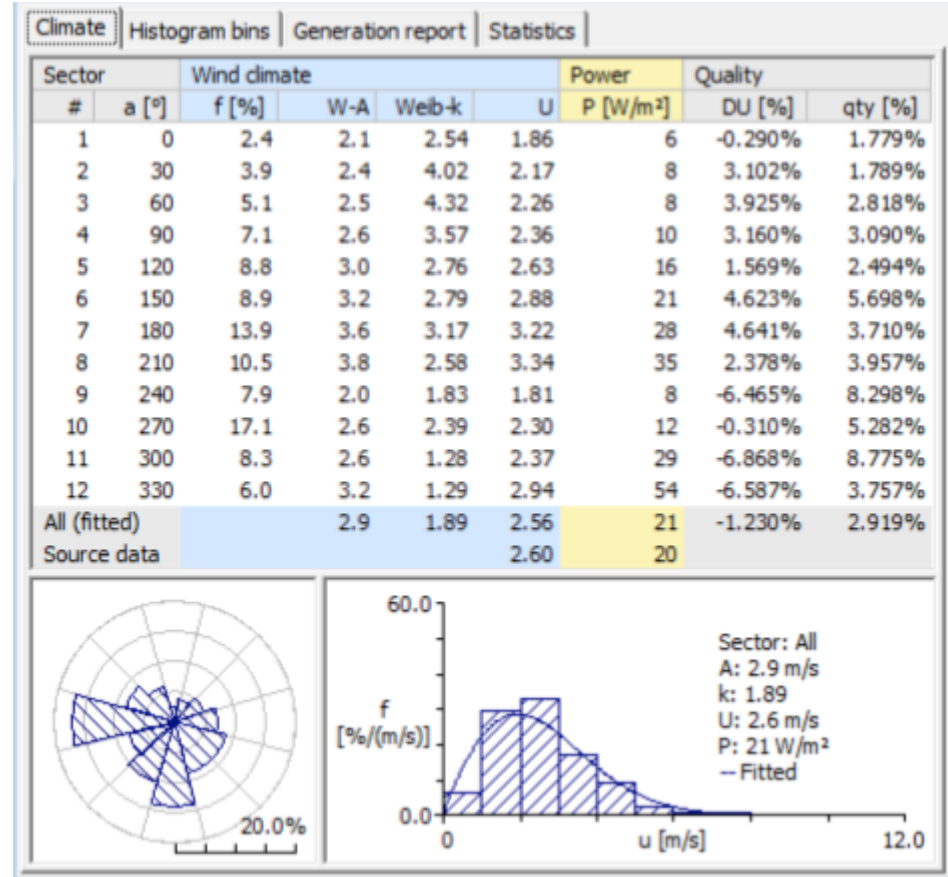 Climate Histogram bins Generation report Statistics
Sector Wind climate Power Quality
# a [°] f [%] W-A Weib-k U P [W/m²] DU [%] qty [%]
1 0 2.4 2.1 2.54 1.86 6 -0.290% 1.779%
2 30 3.9 2.4 4.02 2.17 8 3.102% 1.789%
3 60 5.1 2.5 4.32 2.26 8 3.925% 2.818%
4 90 7.1 2.6 3.57 2.36 10 3.160% 3.090%
5 120 8.8 3.0 2.76 2.63 16 1.569% 2.494%
6 150 8.9 3.2 2.79 2.88 21 4.623% 5.698%
7 180 13.9 3.6 3.17 3.22 28 4.641% 3.710%
8 210 10.5 3.8 2.58 3.34 35 2.378% 3.957%
9 240 7.9 2.0 1.83 1.81 8 -6.465% 8.298%
10 270 17.1 2.6 2.39 2.30 12 -0.310% 5.282%
11 300 8.3 2.6 1.28 2.37 29 -6.868% 8.775%
12 330 6.0 3.2 1.29 2.94 54 -6.587% 3.757%
All (fitted) 2.9 1.89 2.56 21 -1.230% 2.919%
Source data 2.60 20
20.0%
60.0
f
[%/(m/s)]
0.0
0 u [m/s] 12.0
Sector: All
A: 2.9 m/s
k: 1.89
U: 2.6 m/s
P: 21 W/m²
-- Fitted